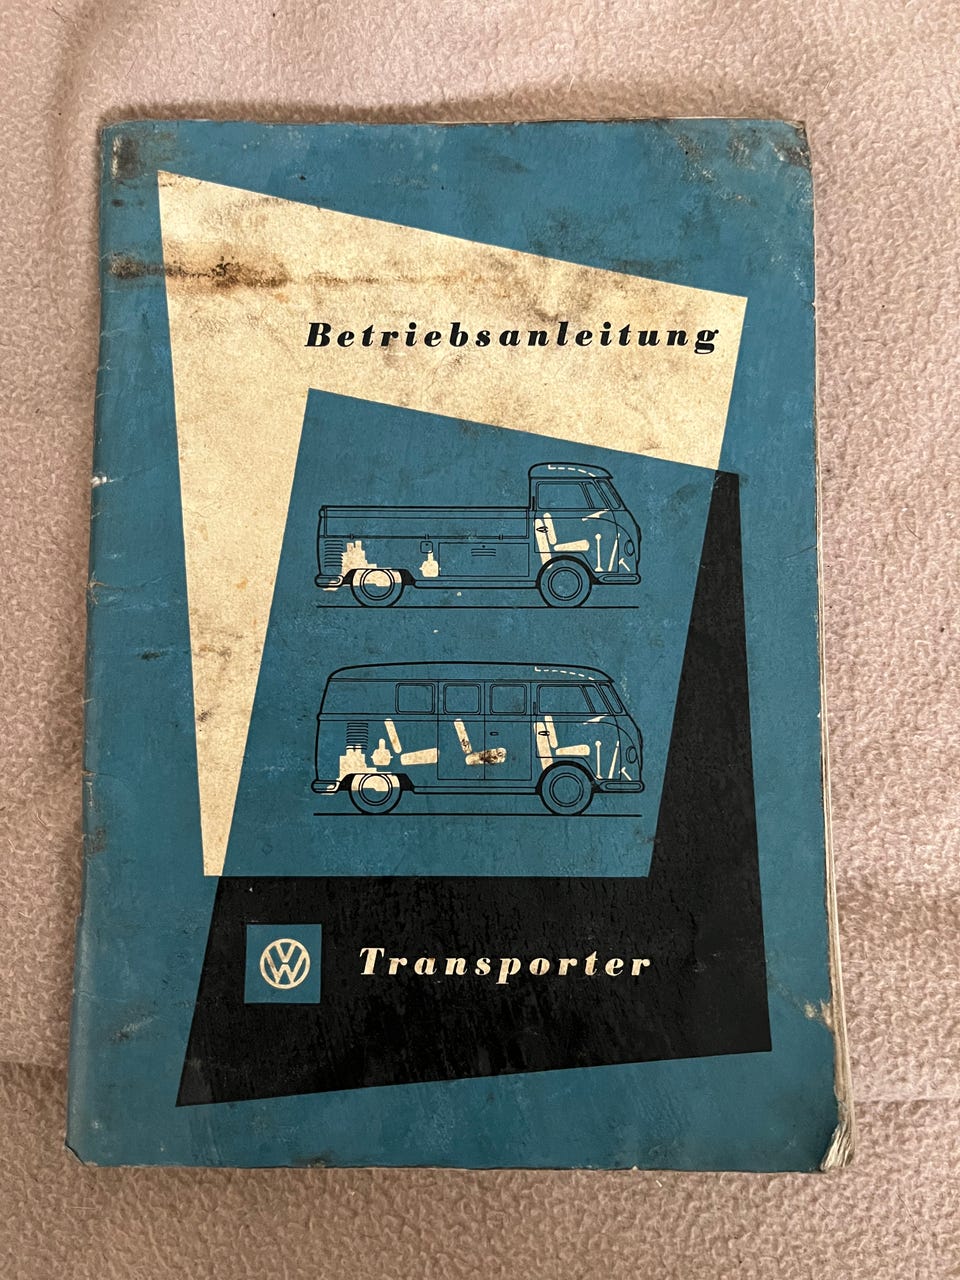 Betriebsanleitung
VW
Transporter